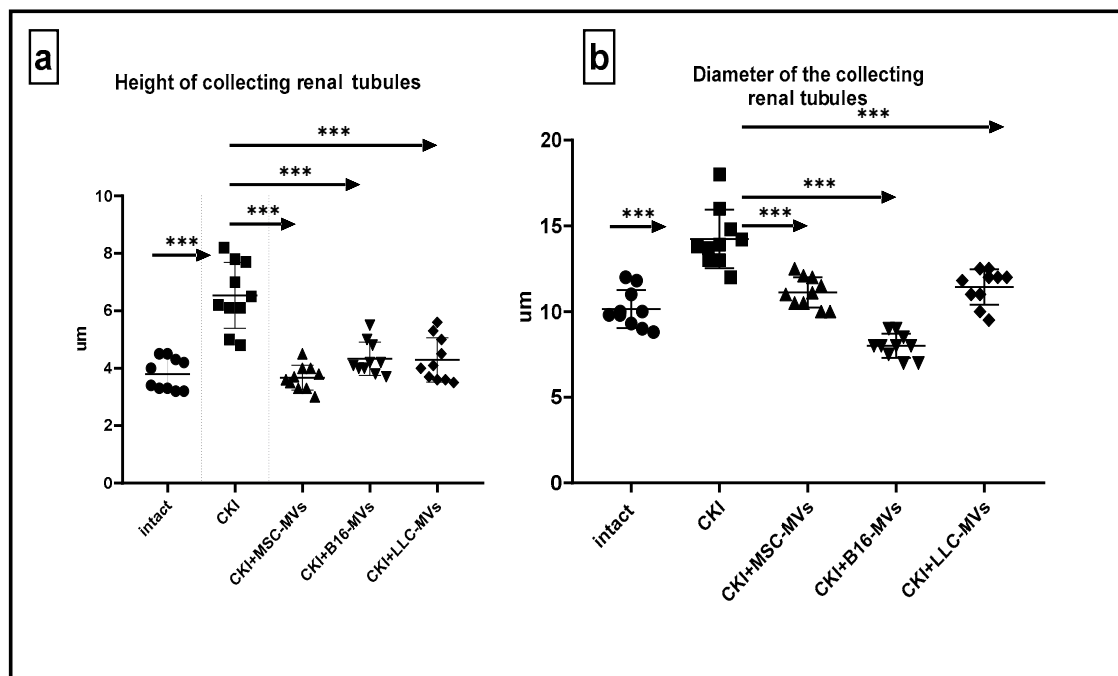 a
Height of collecting renal tubules
***
***
***
***
10
8
6
4
2
0
um
intact
CKI
CKI+MSC-MVs
CKI+B16-MVs
CKI+LLC-MVs
b
Diameter of the collecting
renal tubules
***
***
***
***
20
15
10
5
0
um
intact
CKI
CKI+MSC-MVs
CKI+B16-MVs
CKI+LLC-MVs